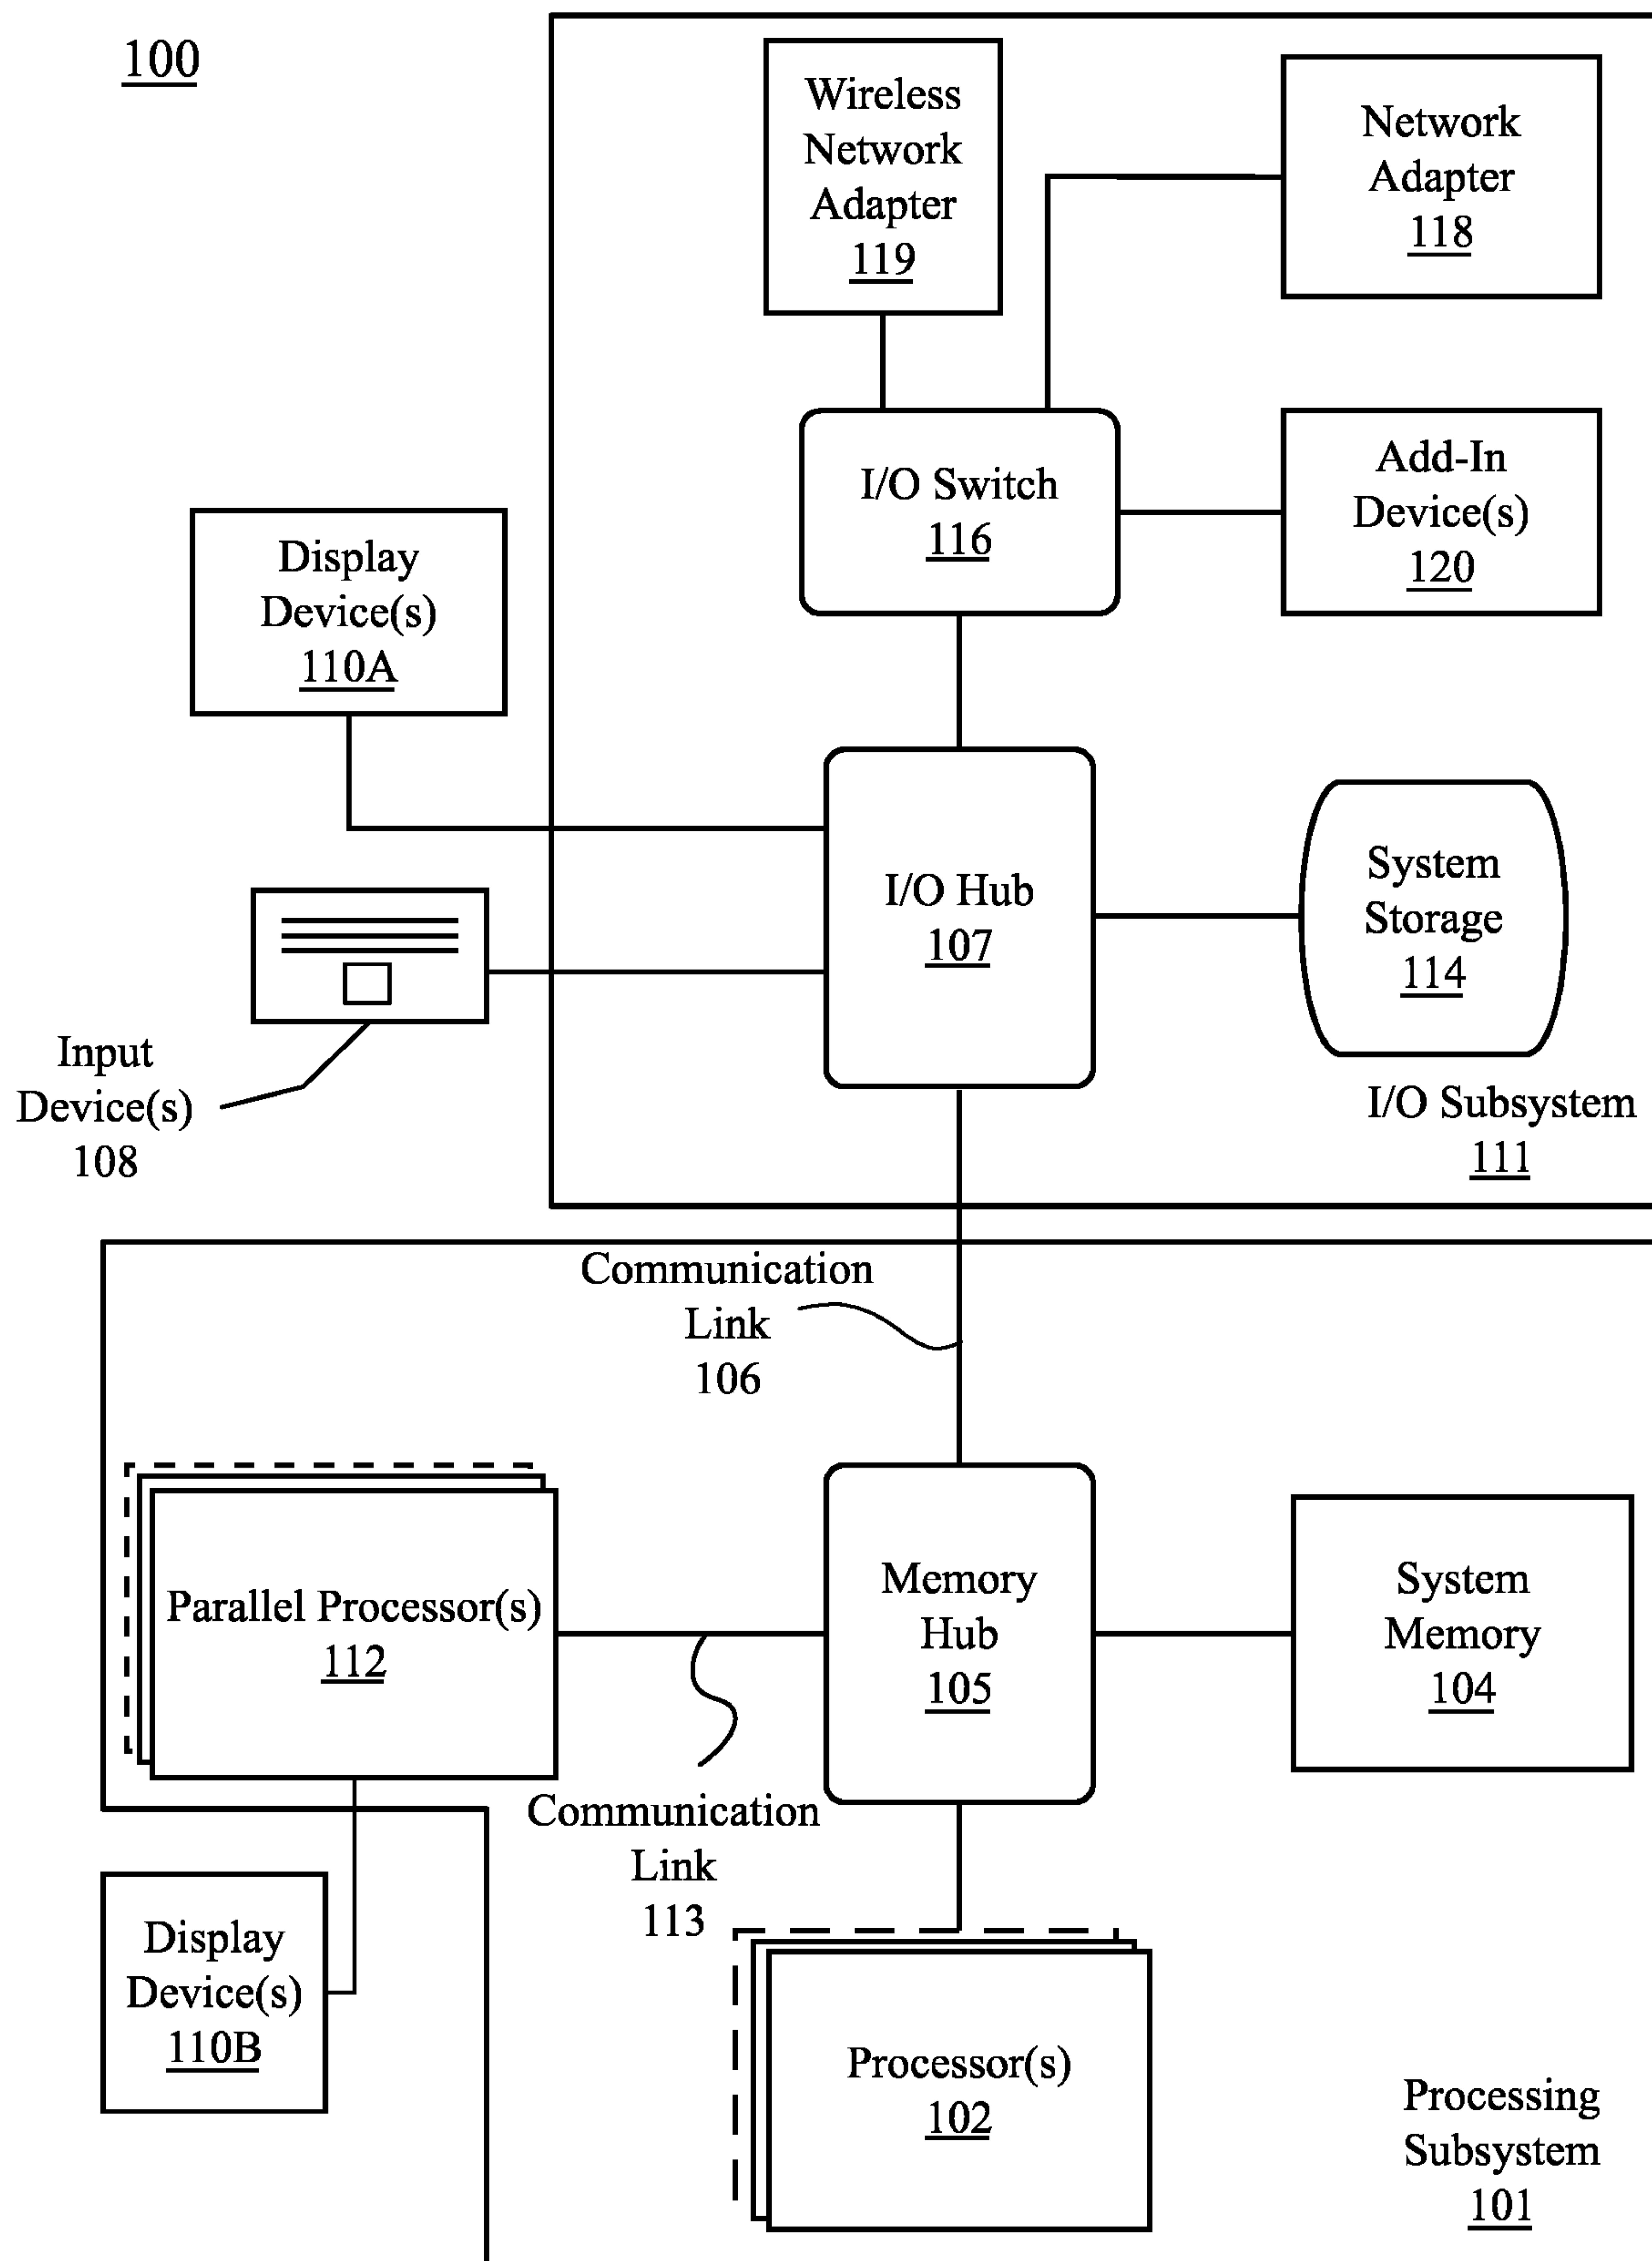 100
Wireless
Network
Adapter
119
Network
Adapter
118
I/O Switch
116
Add-In
Device(s)
120
Display
Device(s)
110A
I/O Hub
107
System
Storage
114
Input
Device(s)
108
I/O Subsystem
111
Communication
Link
106
Parallel Processor(s)
112
Memory
Hub
105
System
Memory
104
Communication
Link
113
Display
Device(s)
110B
Processor(s)
102
Processing
Subsystem
101